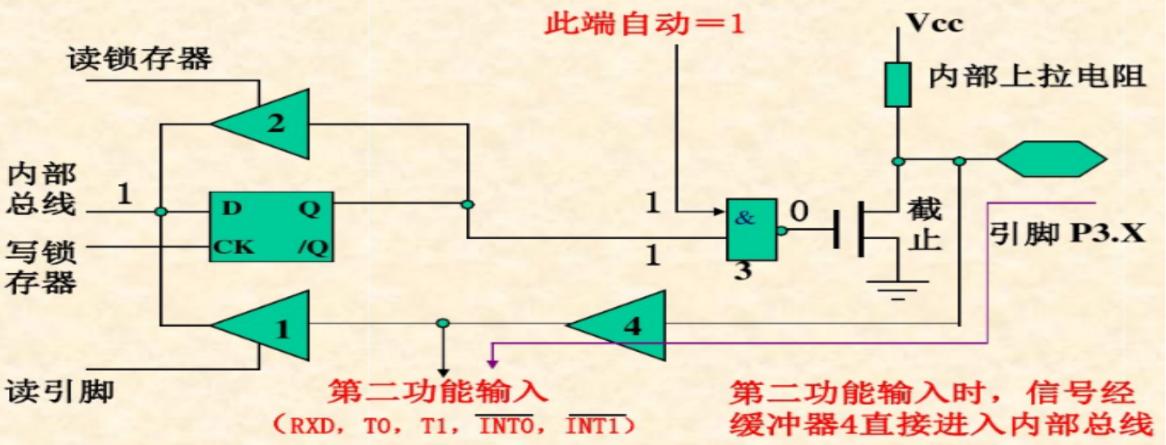 此端自动＝1
Vcc
读锁存器
内部上拉电阻
2
内部
总线
1
D
Q
1
&
0
截
止
引脚 P3.X
写锁
存器
CK
/Q
1
3
1
4
读引脚
第二功能输入
（RXD，T0，T1，I̅N̅T̅0̅，I̅N̅T̅1̅）
第二功能输入时，信号经
缓冲器4直接进入内部总线